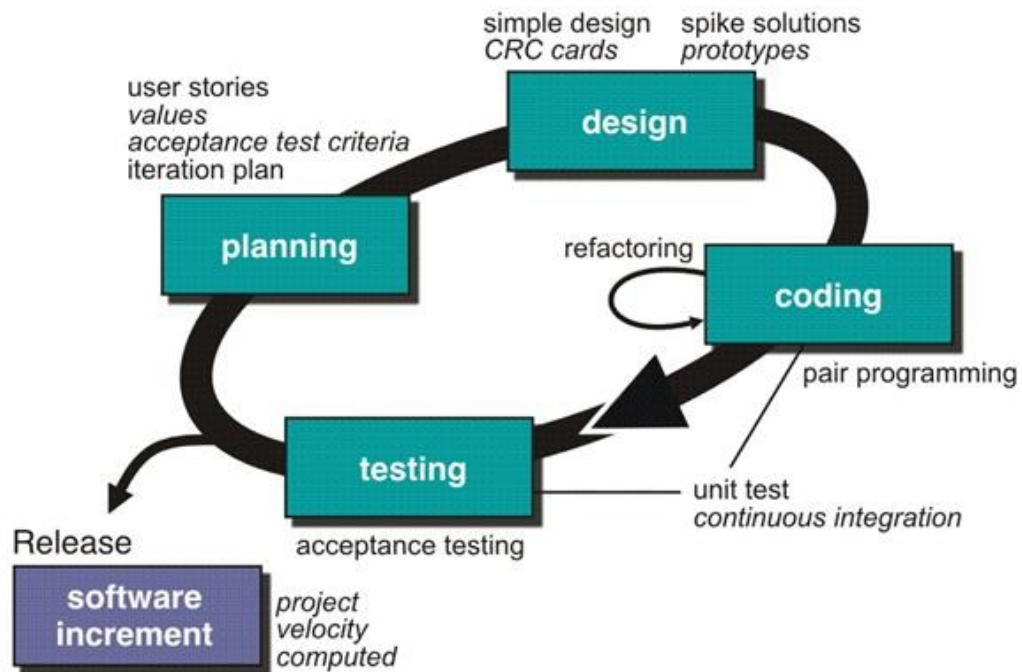 simple design
CRC cards
spike solutions
prototypes
user stories
values
acceptance test criteria
iteration plan
design
planning
refactoring
coding
pair programming
testing
unit test
continuous integration
acceptance testing
Release
software
increment
project
velocity
computed